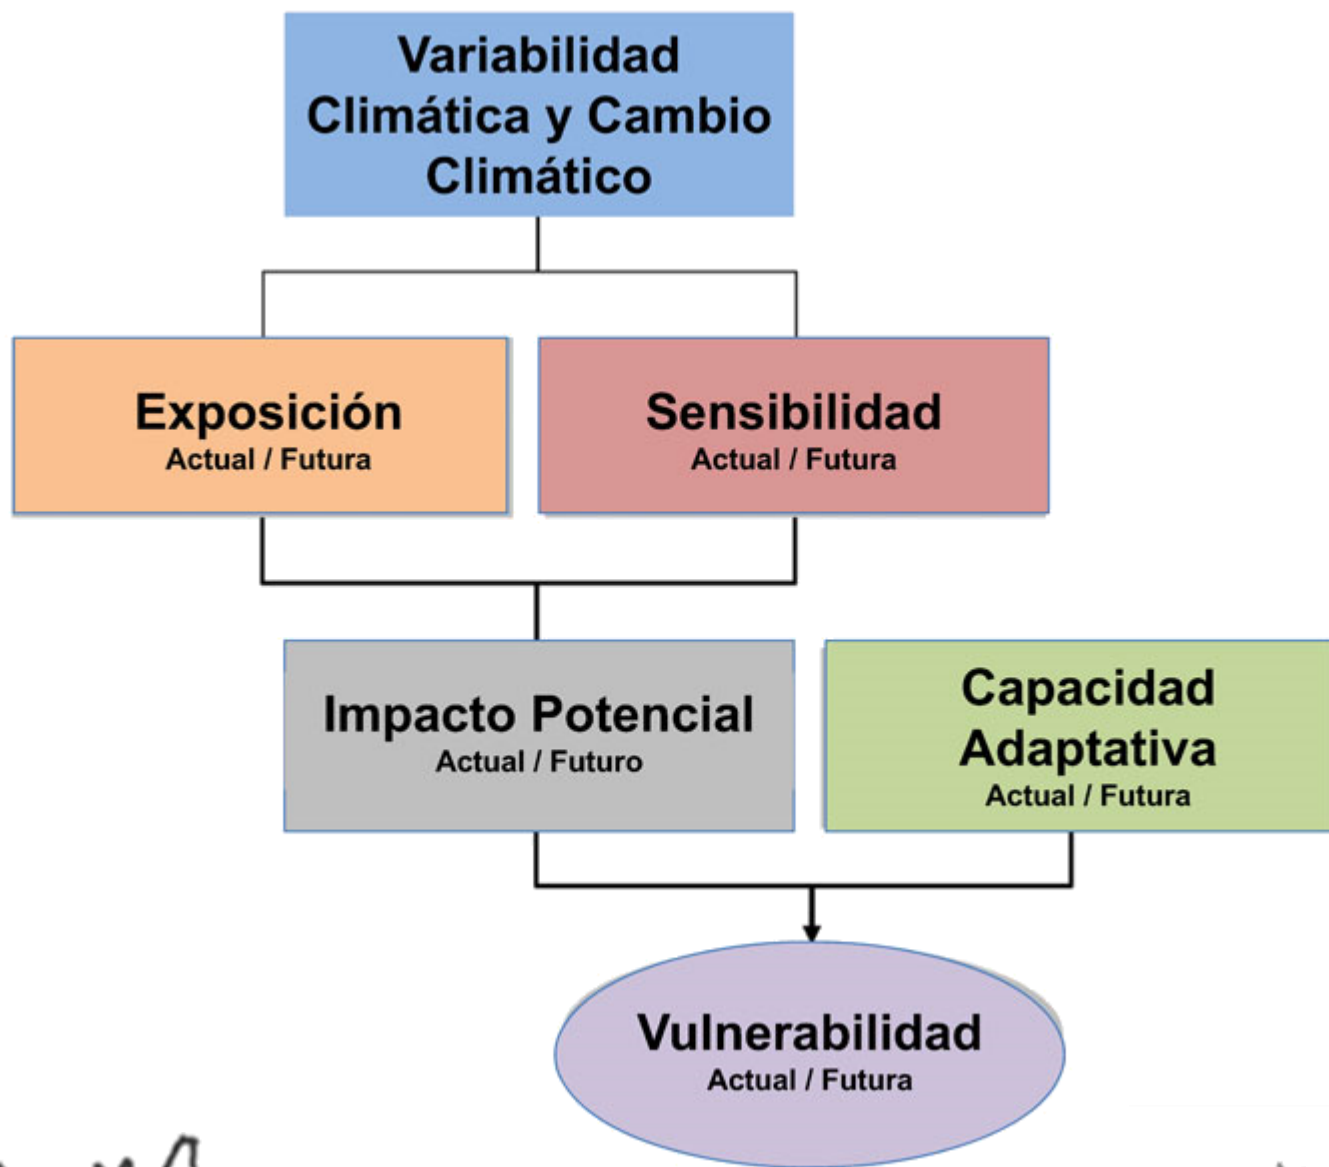 Variabilidad
Climática y Cambio
Climático
Exposición
Actual / Futura
Sensibilidad
Actual / Futura
Impacto Potencial
Actual / Futuro
Capacidad
Adaptativa
Actual / Futura
Vulnerabilidad
Actual / Futura